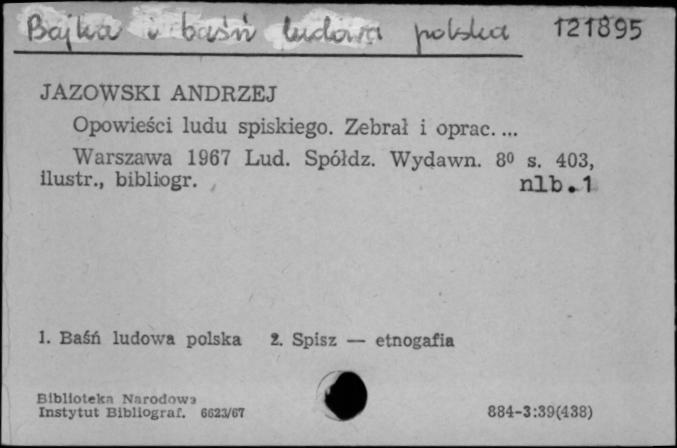 Bajka i baśń ludowa polska 121895
JAZOWSKI ANDRZEJ
Opowieści ludu spiskiego. Zebrał i oprac. ...
Warszawa 1967 Lud. Spółdz. Wydawn. 8⁰ s. 403,
ilustr., bibliogr. nlb.1
1. Baśń ludowa polska 2. Spisz — etnogafia
Biblioteka Narodowa
Instytut Bibliograf. 6623/67 884-3:39(438)